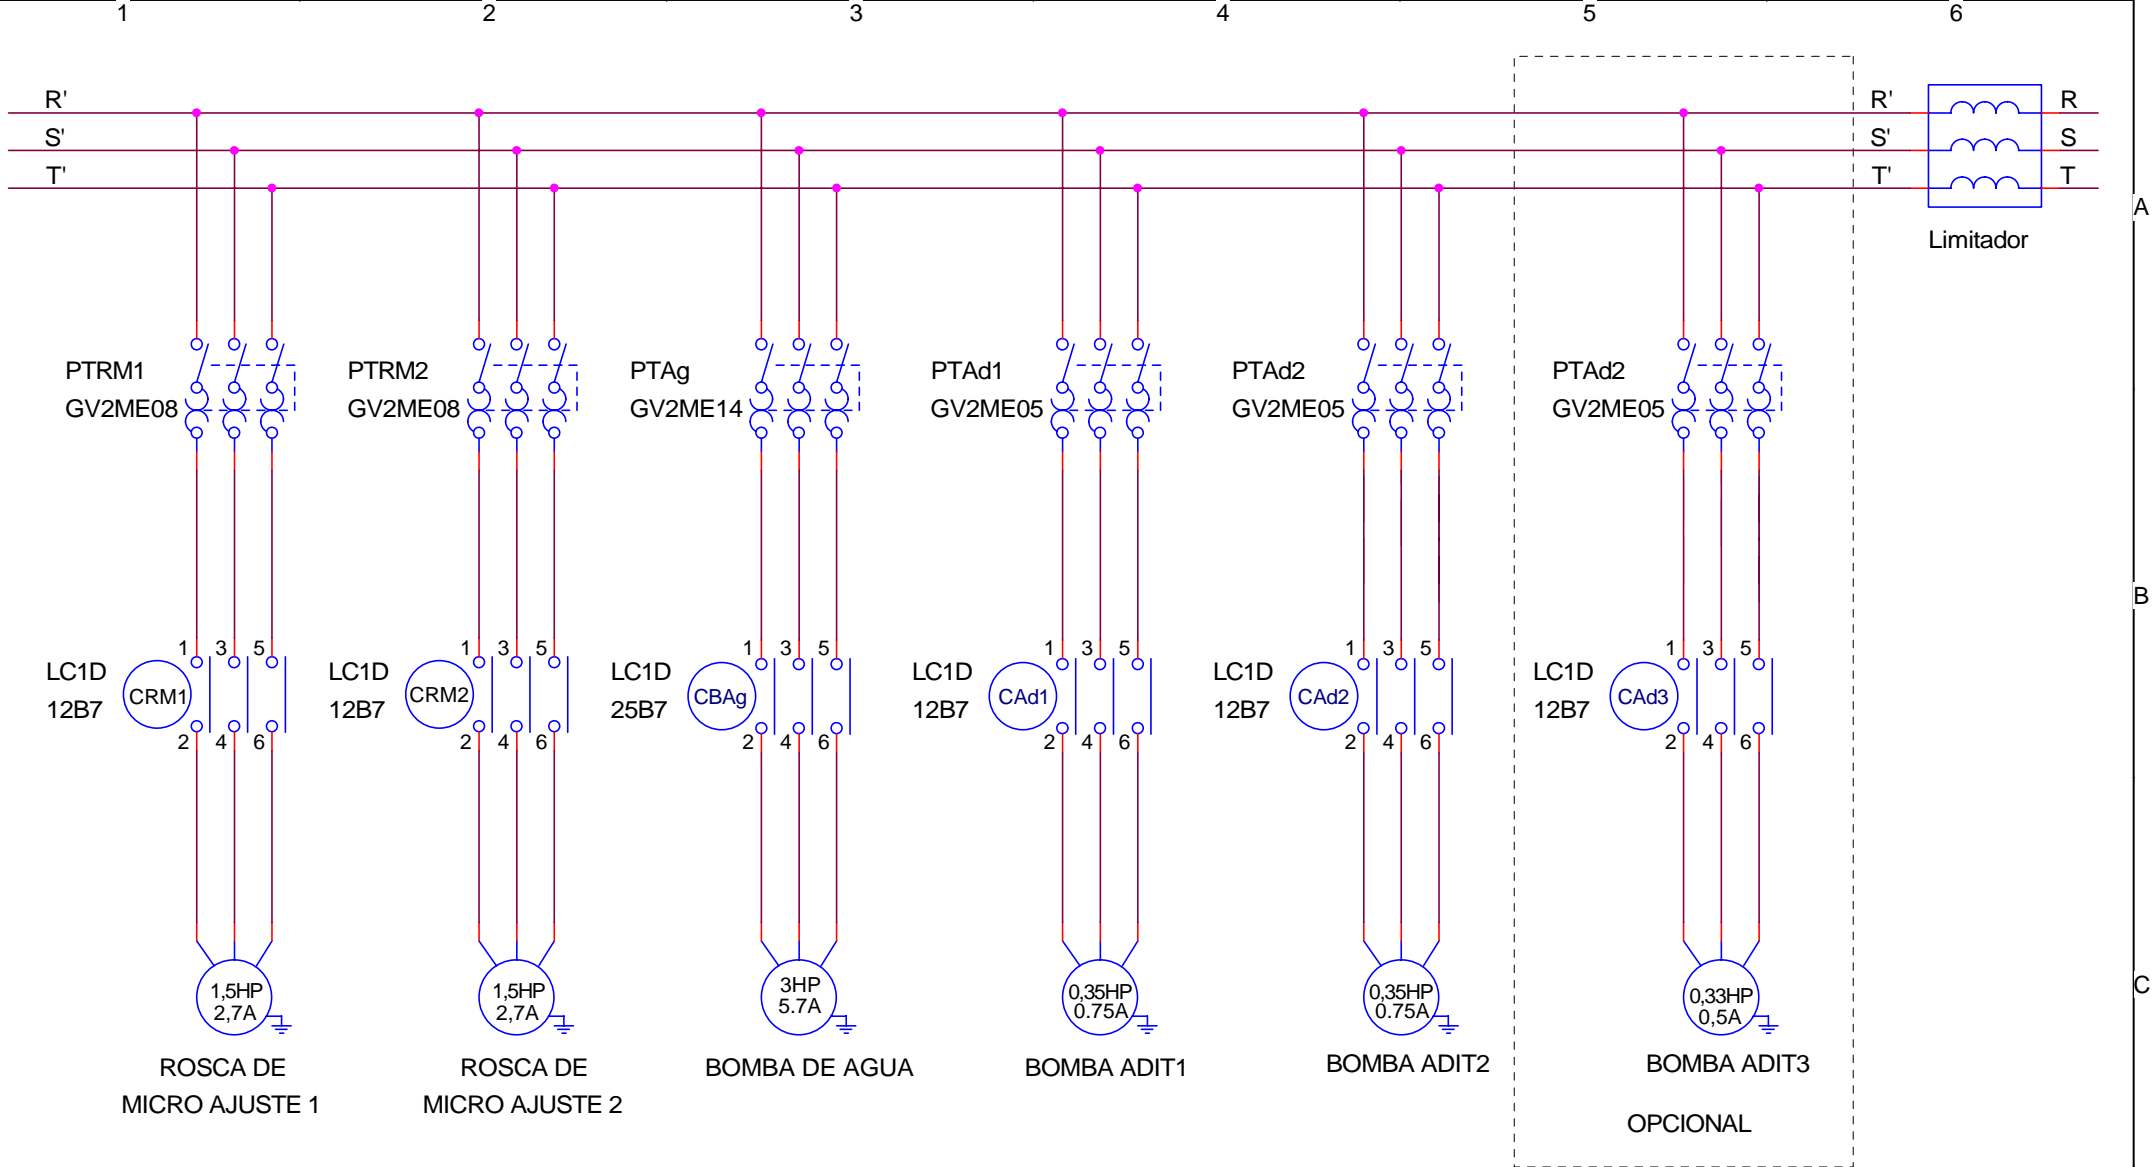 1 2 3 4 5 6
R' R' R
S' S' S
T' T' T
A
Limitador
PTRM1 PTRM2 PTAg PTAd1 PTAd2 PTAd2
GV2ME08 GV2ME08 GV2ME14 GV2ME05 GV2ME05 GV2ME05
B
1 3 5 1 3 5 1 3 5 1 3 5 1 3 5 1 3 5
LC1D LC1D LC1D LC1D LC1D LC1D
CRM1 CRM2 CBAg CAd1 CAd2 CAd3
12B7 12B7 25B7 12B7 12B7 12B7
2 4 6 2 4 6 2 4 6 2 4 6 2 4 6 2 4 6
C
1,5HP 1,5HP 3HP 0,35HP 0,35HP 0,33HP
2,7A 2,7A 5.7A 0.75A 0.75A 0,5A
ROSCA DE ROSCA DE BOMBA DE AGUA BOMBA ADIT1 BOMBA ADIT2 BOMBA ADIT3
MICRO AJUSTE 1 MICRO AJUSTE 2
OPCIONAL